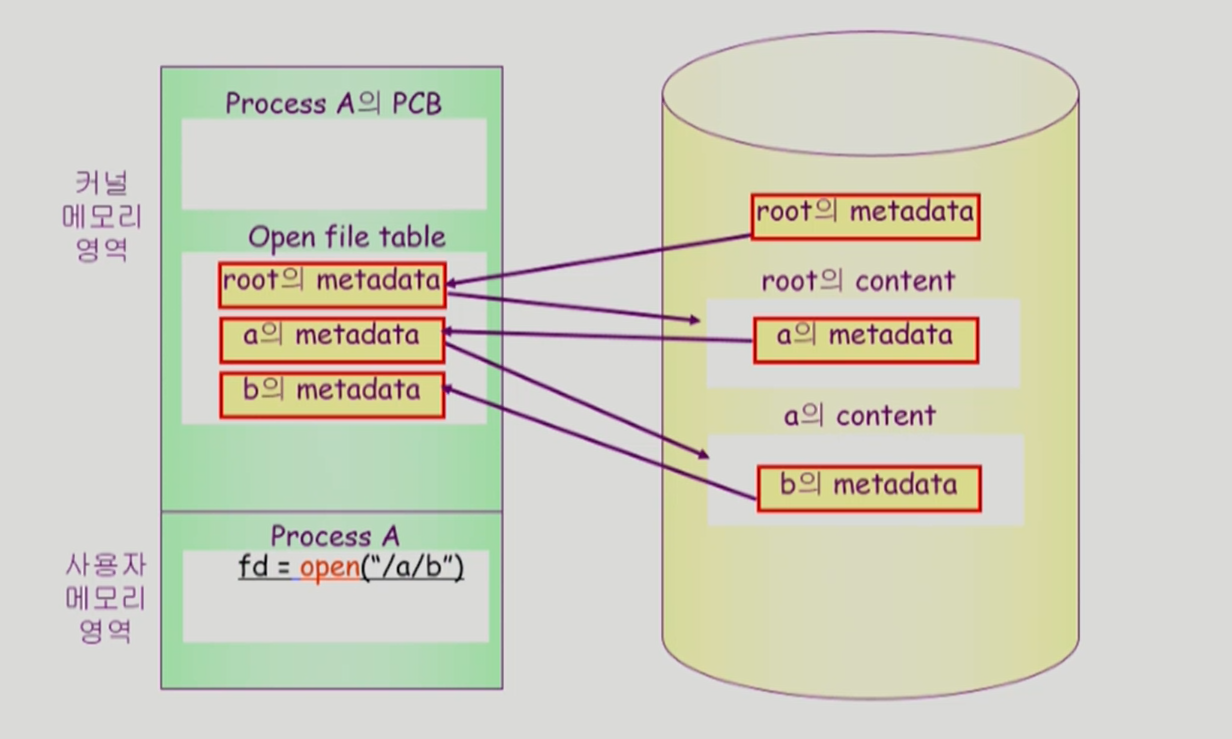 Process A의 PCB
커널
메모리
영역
Open file table
root의 metadata
a의 metadata
b의 metadata
Process A
fd = open("/a/b")
사용자
메모리
영역
root의 metadata
root의 content
a의 metadata
a의 content
b의 metadata